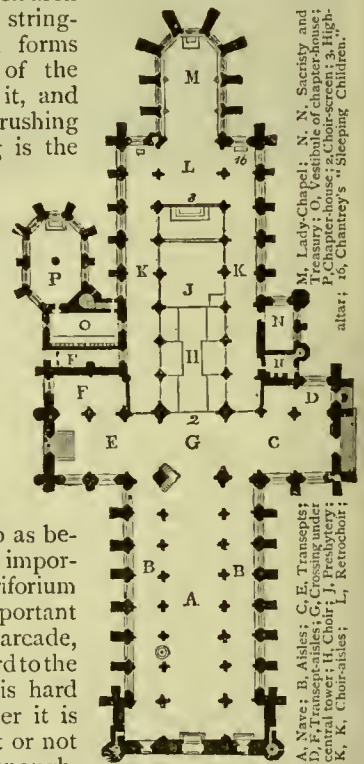 string-
forms
of the
it, and
rushing
is the
M
16
L
3
K
K
J
P
O
N
H
F
N
F
D
2
E
G
C
B
B
A
o as be-
impor-
riforium
portant
arcade,
rd to the
is hard
er it is
t or not
A, Nave; B, Aisles; C, E, Transepts;
D, F, Transept-aisles; G, Crossing under
central tower; H, Choir; J, Presbytery;
K, K, Choir-aisles; L, Retrochoir;
M, Lady-Chapel; N, N, Sacristy and
Treasury; O, Vestibule of chapter-house;
P, Chapter-house; 2, Choir-screen; 3, High-
altar; 16, Chantrey's "Sleeping Children."